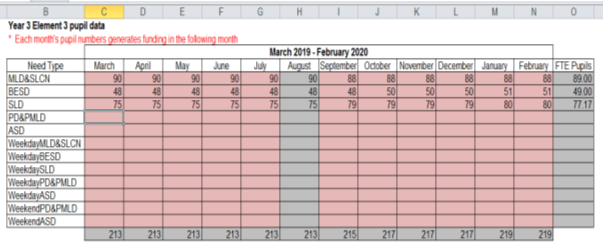 B C D E F G H I J K L M N O
Year 3 Element 3 pupil data
* Each month's pupil numbers generates funding in the following month
March 2019 - February 2020
Need Type March April May June July August September October November December January February FTE Pupils
MLD&SLCN 90 90 90 90 90 90 88 88 88 88 88 88 89.00
BESD 48 48 48 48 48 48 48 50 50 50 51 51 49.00
SLD 75 75 75 75 75 75 79 79 79 79 80 80 77.17
PD&PMLD
ASD
WeekdayMLD&SLCN
WeekdayBESD
WeekdaySLD
WeekdayPD&PMLD
WeekdayASD
WeekendPD&PMLD
WeekendASD
213 213 213 213 213 213 215 217 217 217 219 219